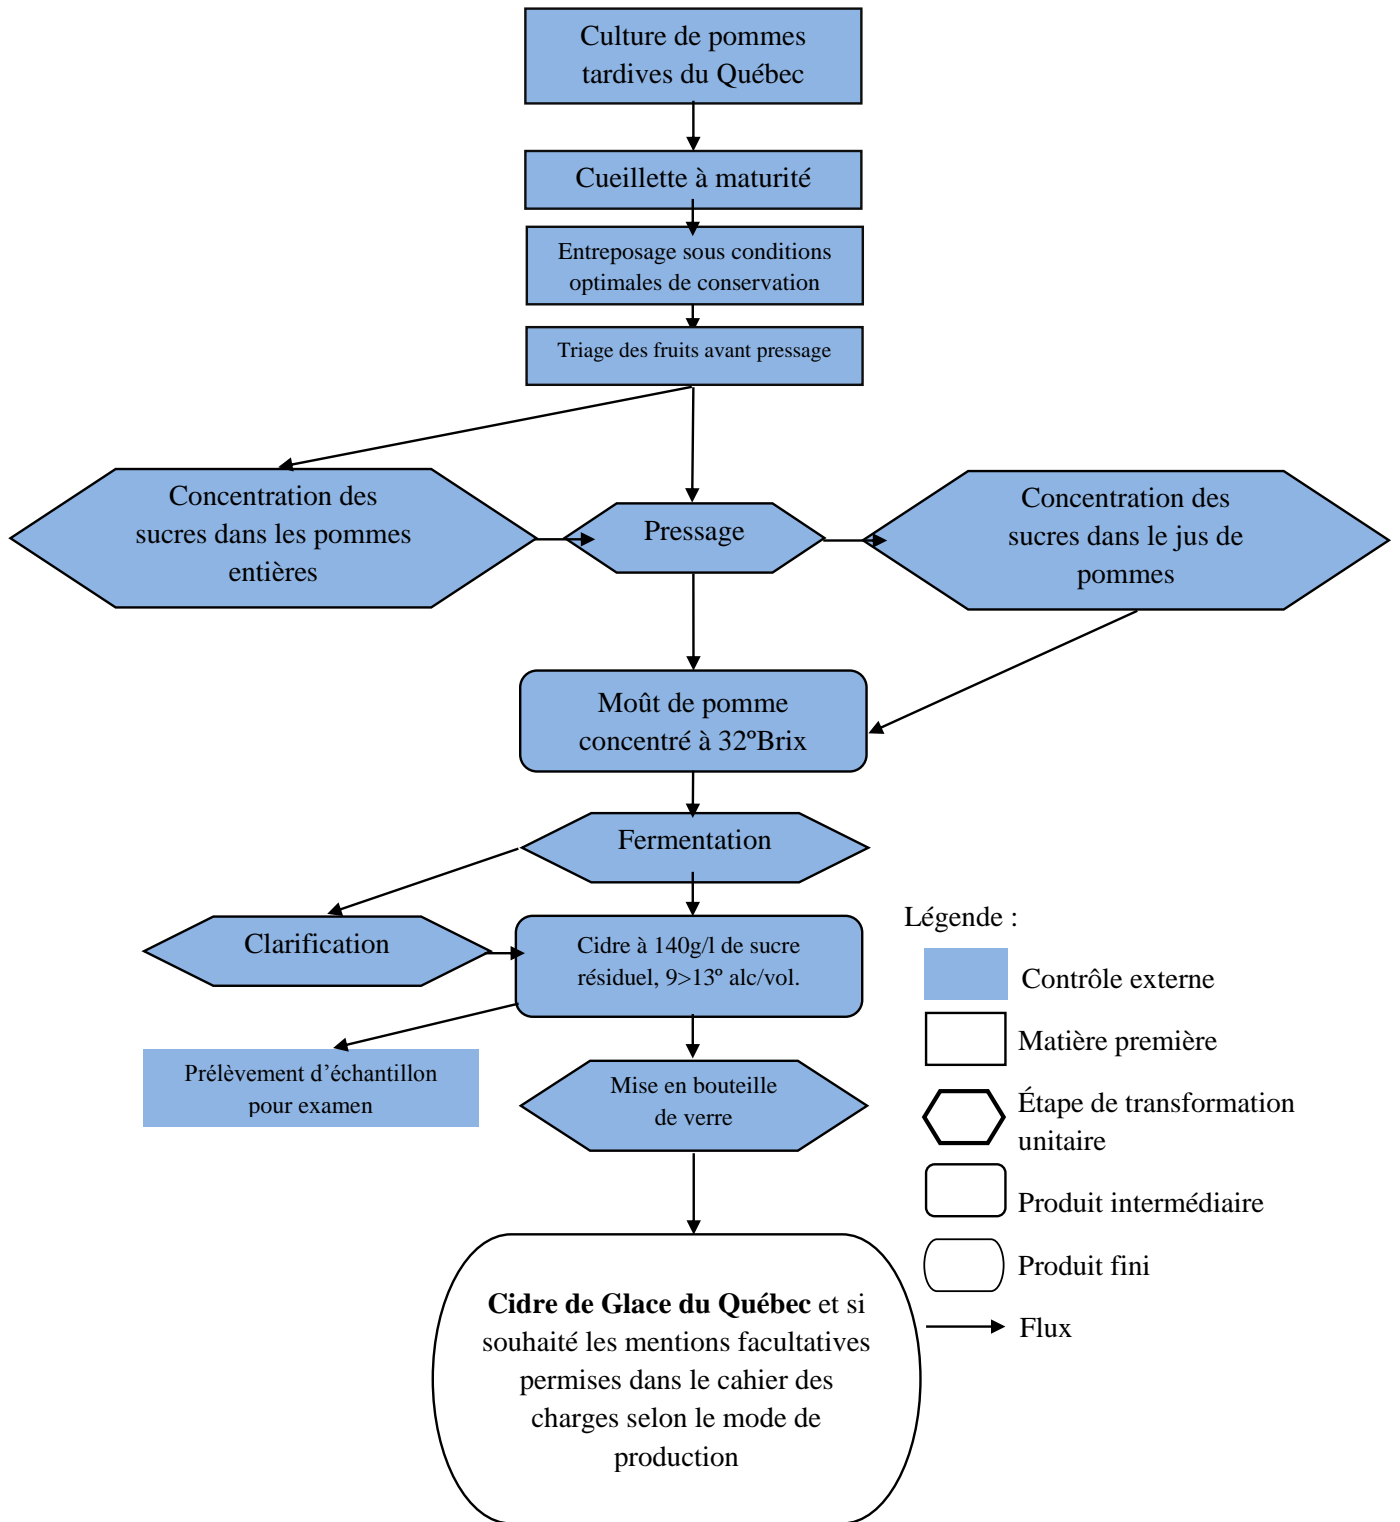 Culture de pommes
tardives du Québec
Cueillette à maturité
Entreposage sous conditions
optimales de conservation
Triage des fruits avant pressage
Concentration des
sucres dans les pommes
entières
Pressage
Concentration des
sucres dans le jus de
pommes
Moût de pomme
concentré à 32ºBrix
Fermentation
Clarification
Cidre à 140g/l de sucre
résiduel, 9>13º alc/vol.
Prélèvement d’échantillon
pour examen
Mise en bouteille
de verre
Cidre de Glace du Québec et si
souhaité les mentions facultatives
permises dans le cahier des
charges selon le mode de
production
Légende :
Contrôle externe
Matière première
Étape de transformation
unitaire
Produit intermédiaire
Produit fini
Flux